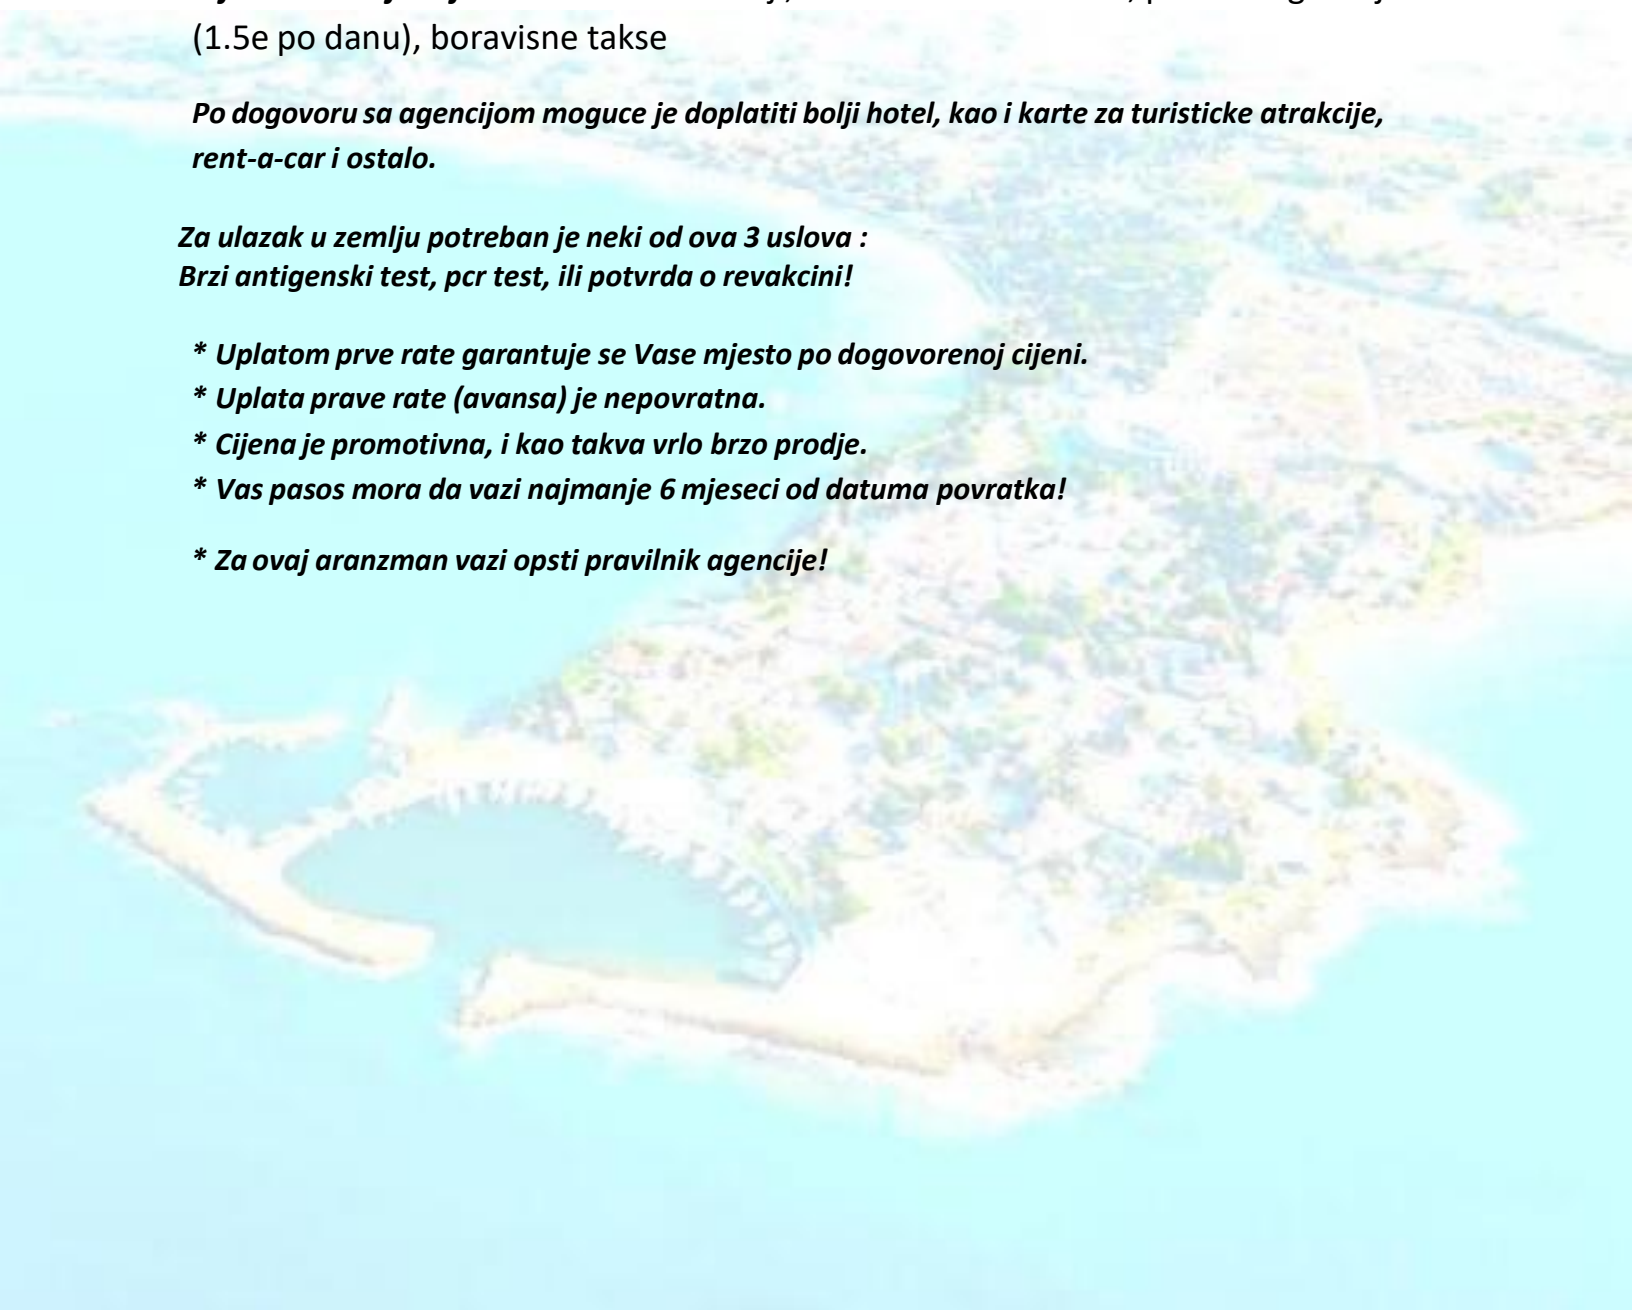 (1.5e po danu), boravisne takse
Po dogovoru sa agencijom moguce je doplatiti bolji hotel, kao i karte za turisticke atrakcije,
rent-a-car i ostalo.
Za ulazak u zemlju potreban je neki od ova 3 uslova :
Brzi antigenski test, pcr test, ili potvrda o revakcini!
* Uplatom prve rate garantuje se Vase mjesto po dogovorenoj cijeni.
* Uplata prave rate (avansa) je nepovratna.
* Cijena je promotivna, i kao takva vrlo brzo prodje.
* Vas pasos mora da vazi najmanje 6 mjeseci od datuma povratka!
* Za ovaj aranzman vazi opsti pravilnik agencije!